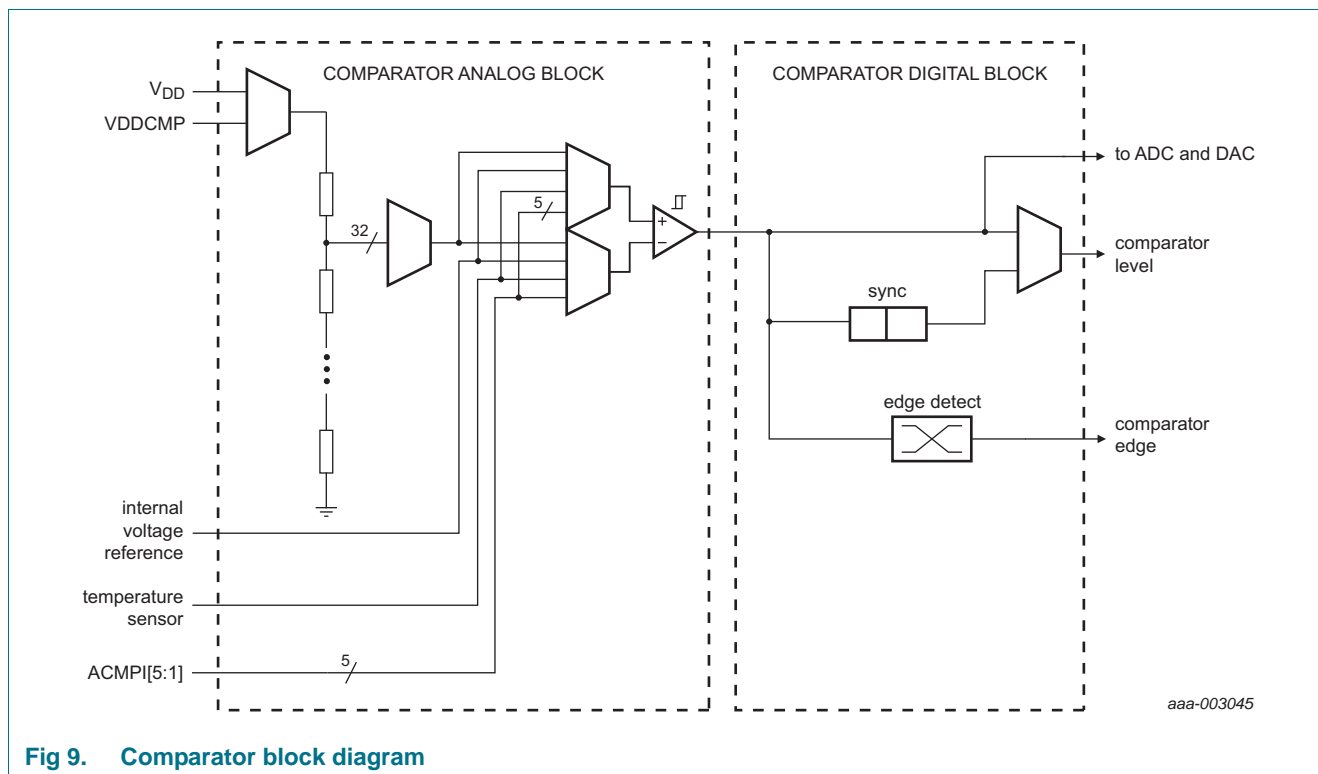 COMPARATOR ANALOG BLOCK
COMPARATOR DIGITAL BLOCK
VDD
VDDCMP
32
5
+
−
to ADC and DAC
comparator
level
sync
edge detect
comparator
edge
internal
voltage
reference
temperature
sensor
ACMPI[5:1]
5
aaa-003045
Fig 9. Comparator block diagram